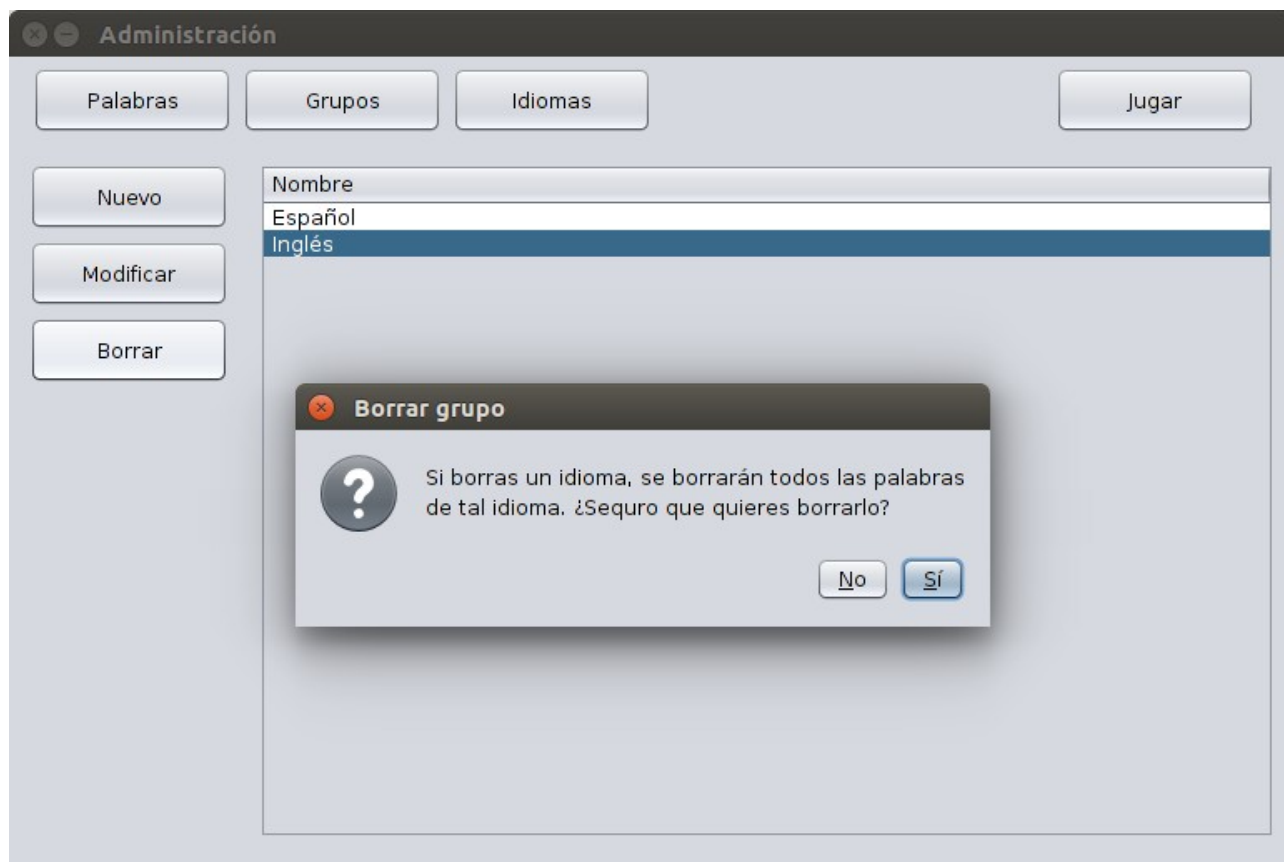 Administración
Palabras Grupos Idiomas Jugar
Nuevo
Modificar
Borrar
Nombre
Español
Inglés
Borrar grupo
Si borras un idioma, se borrarán todos las palabras
de tal idioma. ¿Sequro que quieres borrarlo?
No Sí